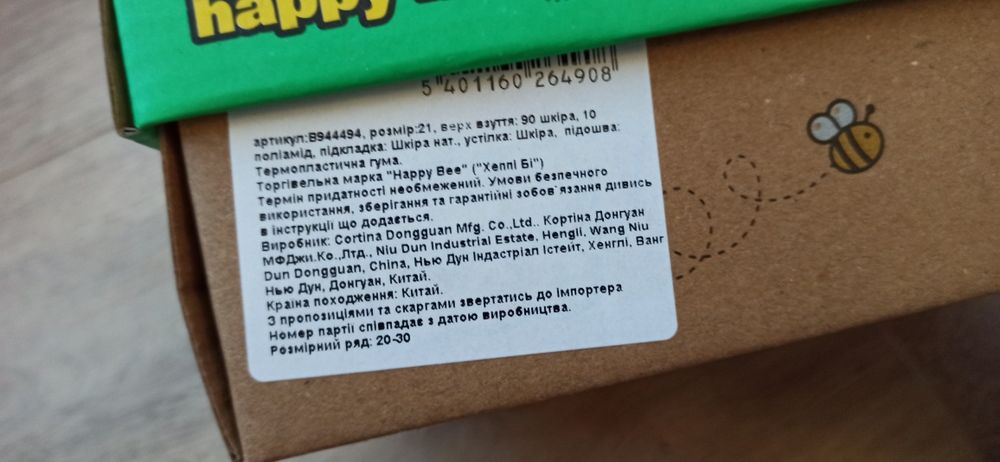 happy
5 401160 264908
артикул:B944494, розмір:21, верх взуття: 90 шкіра, 10
поліамід, підкладка: Шкіра нат., устілка: Шкіра, підошва:
Термопластична гума.
Торгівельна марка "Happy Bee" ("Хеппі Бі")
Термін придатності необмежений. Умови безпечного
використання, зберігання та гарантійні зобов'язання дивись
в інструкції що додається.
Виробник: Cortina Dongguan Mfg. Co.,Ltd.. Кортіна Донгуан
МФДжи.Ко.,Лтд., Niu Dun Industrial Estate, Hengli, Wang Niu
Dun Dongguan, China, Нью Дун Індастріал Істейт, Хенглі, Ванг
Нью Дун, Донгуан, Китай.
Країна походження: Китай.
З пропозиціями та скаргами звертатись до імпортера
Номер партії співпадає з датою виробництва.
Розмірний ряд: 20-30